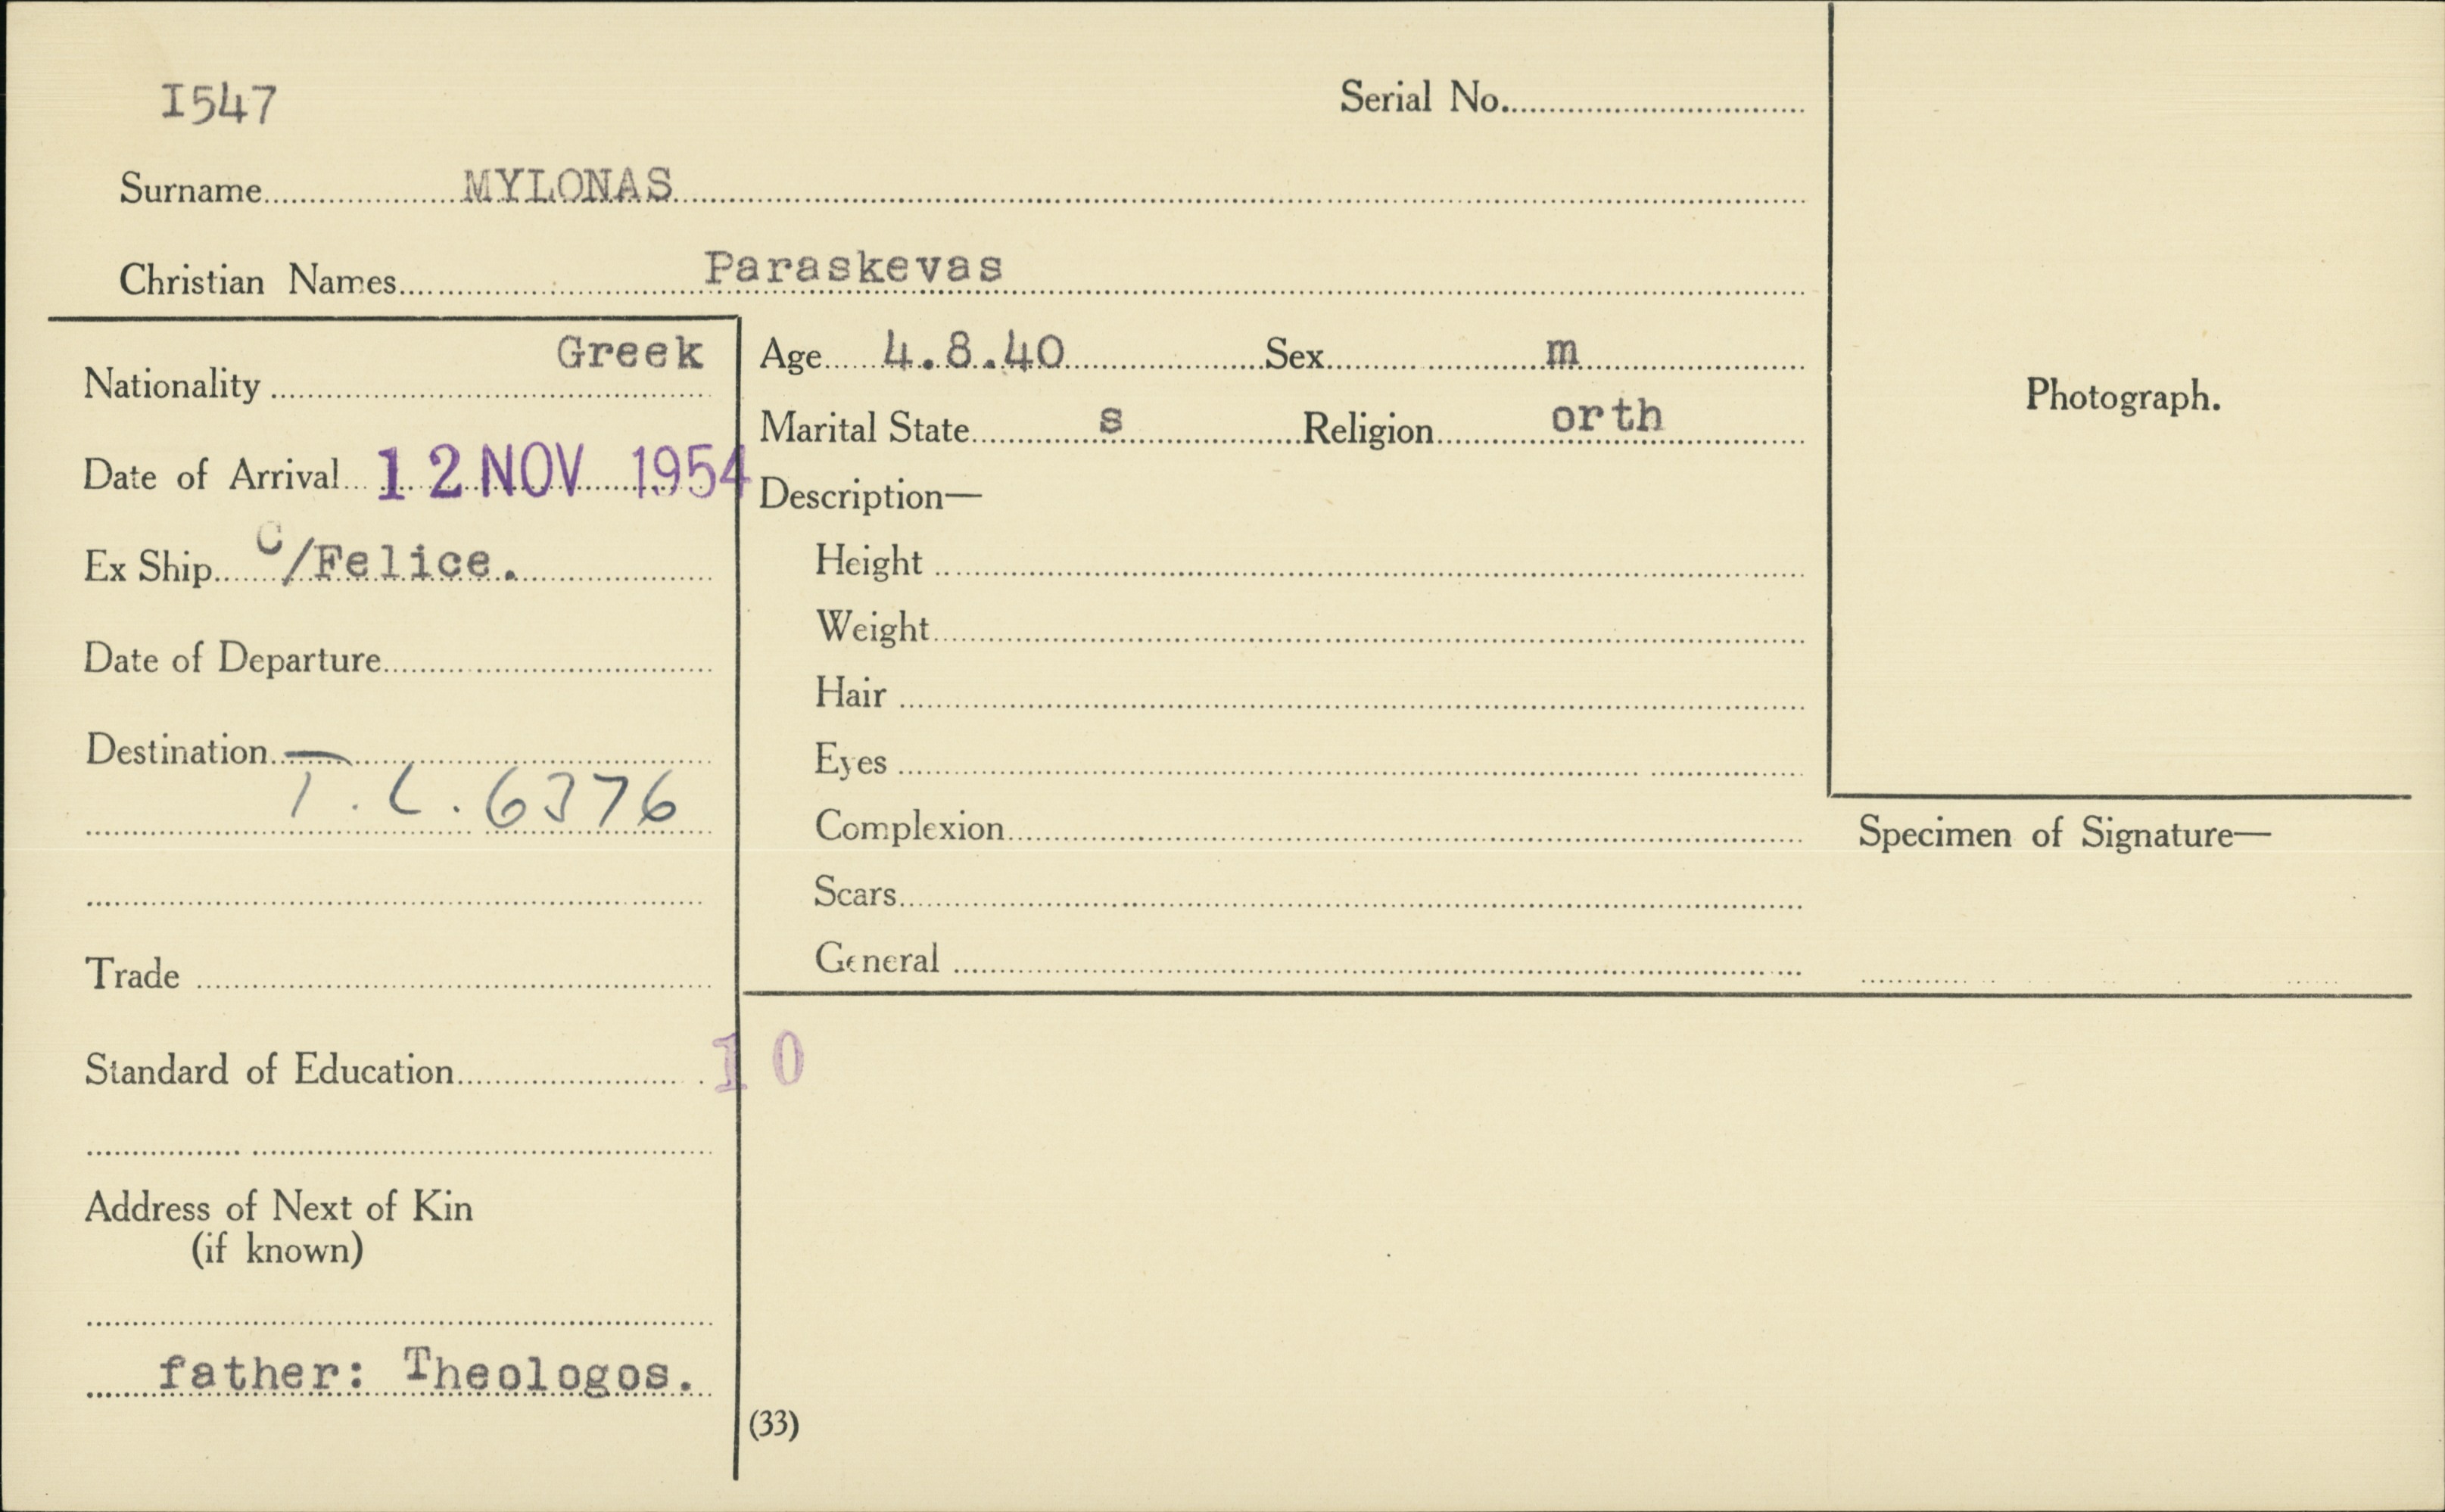 I547
Serial No.
Surname MYLONAS
Christian Names Paraskevas
Nationality Greek
Date of Arrival 12 NOV 1954
Ex Ship C/Felice.
Date of Departure
Destination
T.L. 6376
Trade
Standard of Education
10
Address of Next of Kin
(if known)
father: Theologos.
Age 4.8.40 Sex m
Marital State s Religion orth
Description—
Height
Weight
Hair
Eyes
Complexion
Scars
General
(33)
Photograph.
Specimen of Signature—